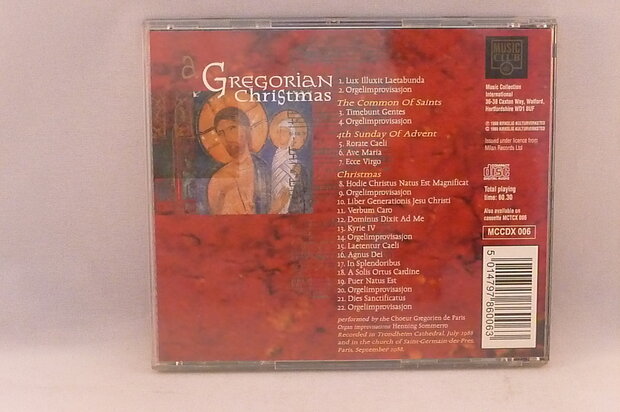 a
GREGORIAN
Christmas
1. Lux Illuxit Laetabunda
2. Orgelimprovisasjon
The Common Of Saints
3. Timebunt Gentes
4. Orgelimprovisasjon
4th Sunday Of Advent
5. Rorate Caeli
6. Ave Maria
7. Ecce Virgo
Christmas
8. Hodie Christus Natus Est Magnificat
9. Orgelimprovisasjon
10. Liber Generationis Jesu Christi
11. Verbum Caro
12. Dominus Dixit Ad Me
13. Kyrie IV
14. Orgelimprovisasjon
15. Laetentur Caeli
16. Agnus Dei
17. In Splendoribus
18. A Solis Ortus Cardine
19. Puer Natus Est
20. Orgelimprovisasjon
21. Dies Sanctificatus
22. Orgelimprovisasjon
performed by the Choeur Gregorien de Paris
Organ improvisations Henning Sommerro
Recorded in Trondheim Cathedral, July 1988
and in the church of Saint-Germain-des-Pres,
Paris, September 1988.
MUSIC
CLUB
Music Collection
International
36-38 Caxton Way, Watford,
Hertfordshire WD1 8UF
Issued under licence from
Milan Records Ltd
COMPACT
disc
DIGITAL AUDIO
Total playing
time: 60.30
Also available on
cassette MCTCX 006
MCCDX 006
5 014797 860063